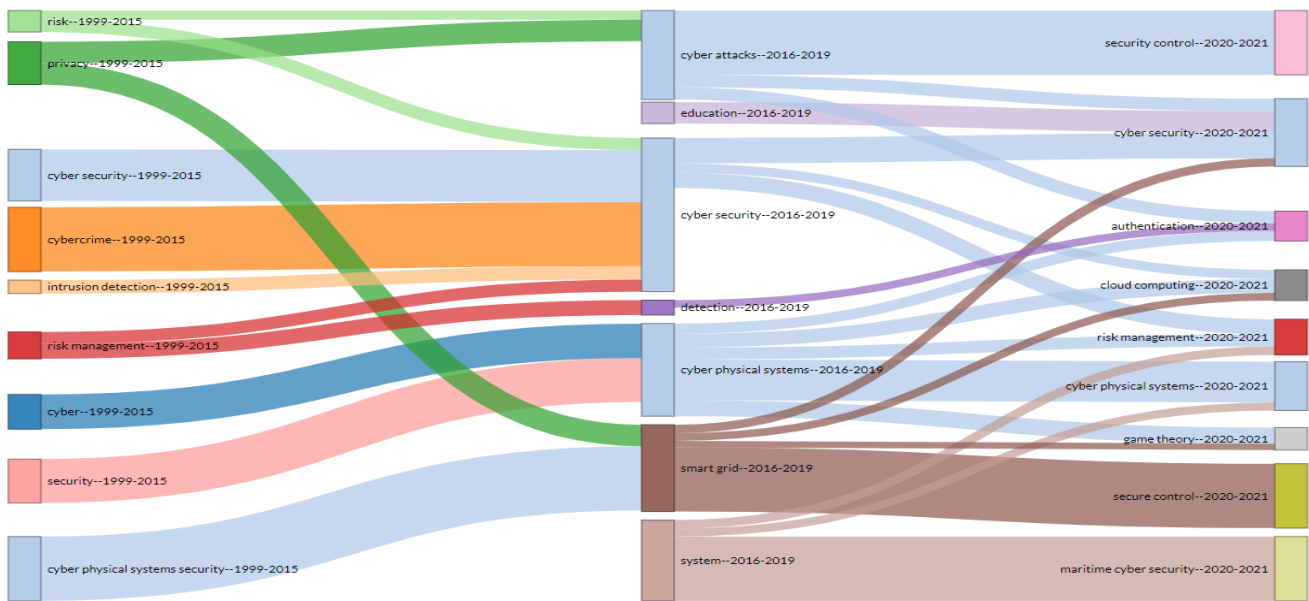 risk--1999-2015
privacy--1999-2015
cyber security--1999-2015
cybercrime--1999-2015
intrusion detection--1999-2015
risk management--1999-2015
cyber--1999-2015
security--1999-2015
cyber physical systems security--1999-2015
cyber attacks--2016-2019
education--2016-2019
cyber security--2016-2019
detection--2016-2019
cyber physical systems--2016-2019
smart grid--2016-2019
system--2016-2019
security control--2020-2021
cyber security--2020-2021
authentication--2020-2021
cloud computing--2020-2021
risk management--2020-2021
cyber physical systems--2020-2021
game theory--2020-2021
secure control--2020-2021
maritime cyber security--2020-2021